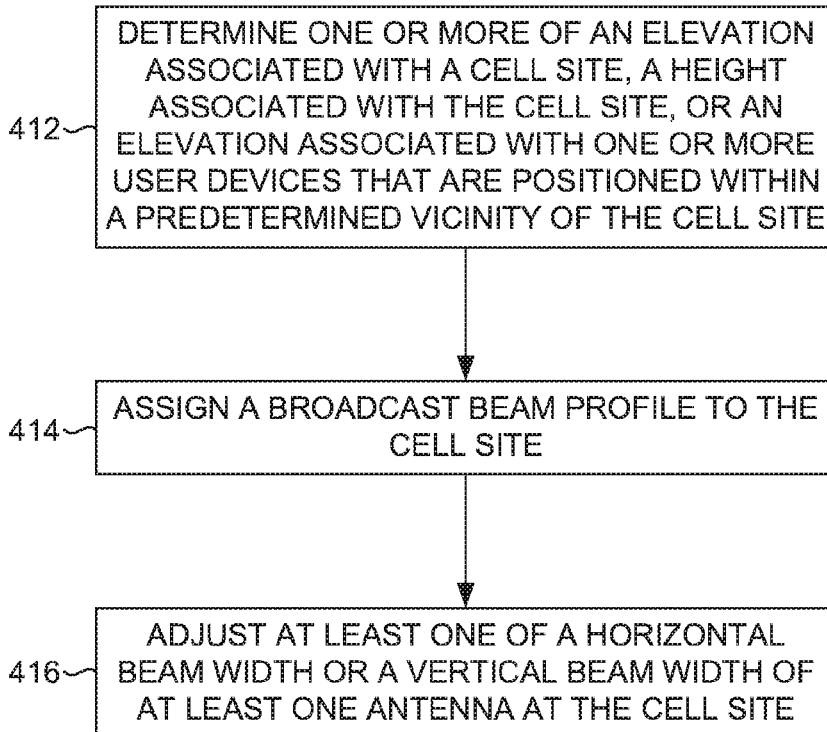 DETERMINE ONE OR MORE OF AN ELEVATION
ASSOCIATED WITH A CELL SITE, A HEIGHT
ASSOCIATED WITH THE CELL SITE, OR AN
412
ELEVATION ASSOCIATED WITH ONE OR MORE
USER DEVICES THAT ARE POSITIONED WITHIN
A PREDETERMINED VICINITY OF THE CELL SITE
414
ASSIGN A BROADCAST BEAM PROFILE TO THE
CELL SITE
ADJUST AT LEAST ONE OF A HORIZONTAL
416
BEAM WIDTH OR A VERTICAL BEAM WIDTH OF
AT LEAST ONE ANTENNA AT THE CELL SITE